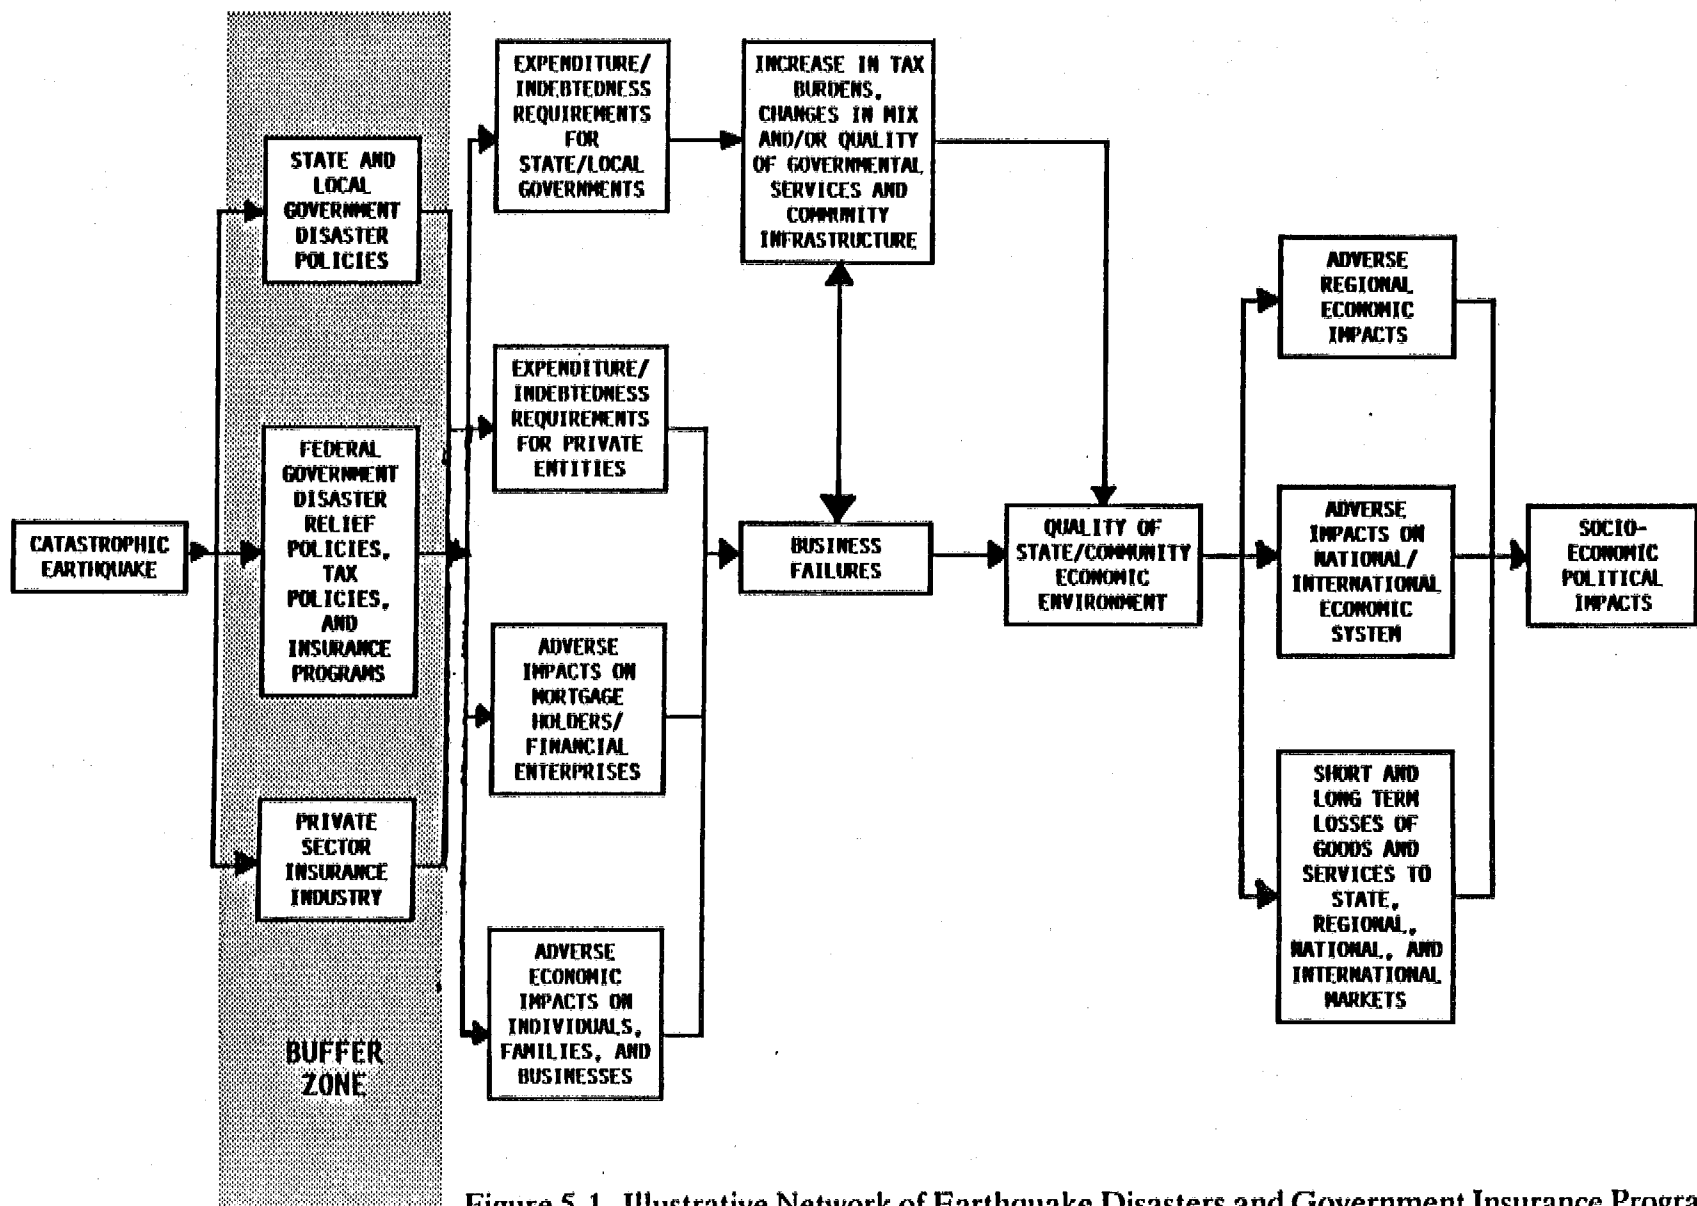 CATASTROPHIC
EARTHQUAKE
STATE AND
LOCAL
GOVERNMENT
DISASTER
POLICIES
FEDERAL
GOVERNMENT
DISASTER
RELIEF
POLICIES,
TAX
POLICIES,
AND
INSURANCE
PROGRAMS
PRIVATE
SECTOR
INSURANCE
INDUSTRY
BUFFER
ZONE
EXPENDITURE/
INDEBTEDNESS
REQUIREMENTS
FOR
STATE/LOCAL
GOVERNMENTS
EXPENDITURE/
INDEBTEDNESS
REQUIREMENTS
FOR PRIVATE
ENTITIES
ADVERSE
IMPACTS ON
MORTGAGE
HOLDERS/
FINANCIAL
ENTERPRISES
ADVERSE
ECONOMIC
IMPACTS ON
INDIVIDUALS,
FAMILIES, AND
BUSINESSES
INCREASE IN TAX
BURDENS,
CHANGES IN MIX
AND/OR QUALITY
OF GOVERNMENTAL
SERVICES AND
COMMUNITY
INFRASTRUCTURE
BUSINESS
FAILURES
QUALITY OF
STATE/COMMUNITY
ECONOMIC
ENVIRONMENT
ADVERSE
REGIONAL
ECONOMIC
IMPACTS
ADVERSE
IMPACTS ON
NATIONAL/
INTERNATIONAL
ECONOMIC
SYSTEM
SHORT AND
LONG TERM
LOSSES OF
GOODS AND
SERVICES TO
STATE,
REGIONAL,
NATIONAL, AND
INTERNATIONAL
MARKETS
SOCIO-
ECONOMIC
POLITICAL
IMPACTS
Figure 5-1. Illustrative Network of Earthquake Disasters and Government Insurance Progra